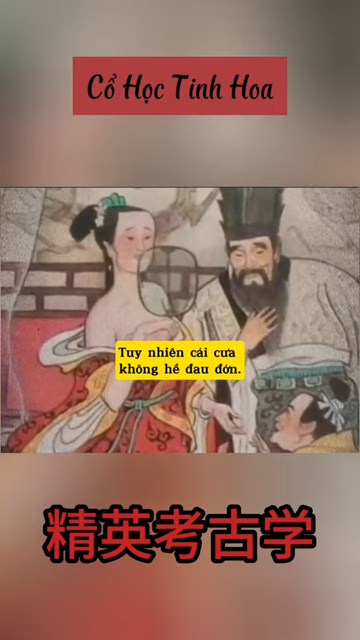 Cổ Học Tinh Hoa
Tuy nhiên cái cưa
không hề đau đớn.
精英考古学